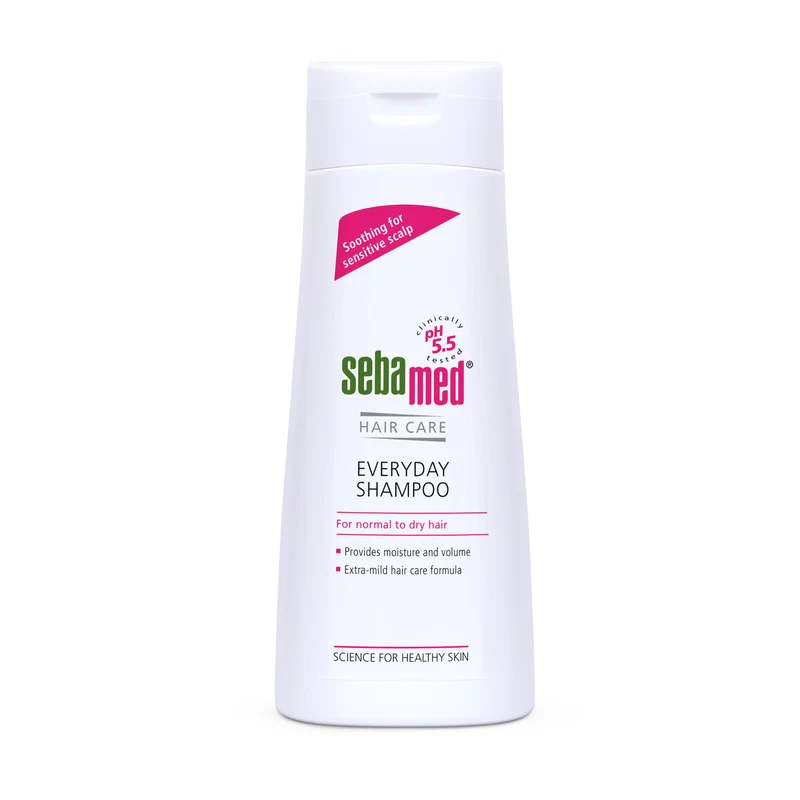 Soothing for
sensitive scalp
clinically
pH
5.5
tested
sebamed®
HAIR CARE
EVERYDAY
SHAMPOO
For normal to dry hair
▪ Provides moisture and volume
▪ Extra-mild hair care formula
SCIENCE FOR HEALTHY SKIN